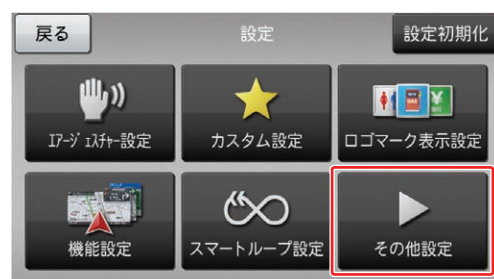 戻る
設定
設定初期化
エアージェスチャー設定
カスタム設定
ロゴマーク表示設定
機能設定
スマートループ設定
その他設定